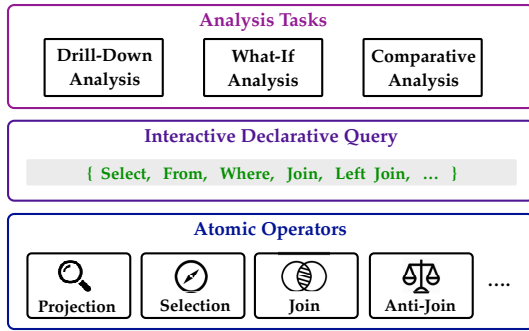 Analysis Tasks
Drill-Down Analysis
What-If Analysis
Comparative Analysis
Interactive Declarative Query
{ Select, From, Where, Join, Left Join, ... }
Atomic Operators
Projection
Selection
Join
Anti-Join
....